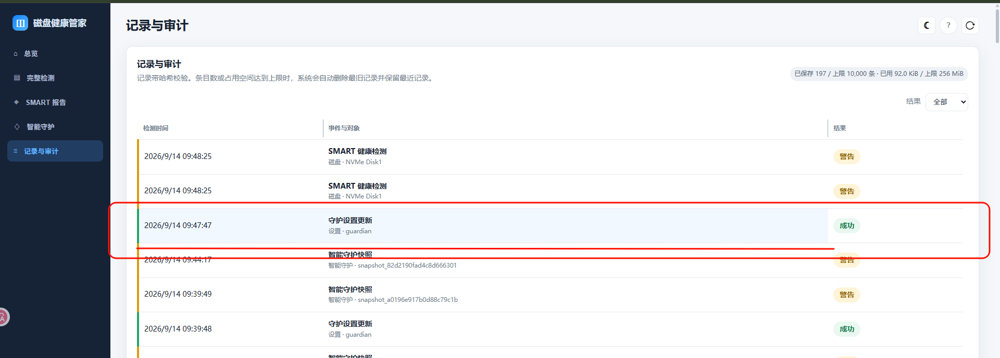 磁盘健康管家
总览
完整检测
SMART 报告
智能守护
记录与审计
记录与审计
?
记录与审计
记录带哈希校验。条目数或占用空间达到上限时，系统会自动删除最旧记录并保留最近记录。
已保存 197 / 上限 10,000 条 · 已用 92.0 KiB / 上限 256 MiB
结果 全部
检测时间 事件与对象 结果
2026/9/14 09:48:25 SMART 健康检测 警告
磁盘 · NVMe Disk1
2026/9/14 09:48:25 SMART 健康检测 警告
磁盘 · NVMe Disk1
2026/9/14 09:47:47 守护设置更新 成功
设置 · guardian
2026/9/14 09:44:17 智能守护快照 警告
智能守护 · snapshot_82d2190fad4c8d666301
2026/9/14 09:39:49 智能守护快照 警告
智能守护 · snapshot_a0196e917b0d88c79c1b
2026/9/14 09:39:48 守护设置更新 成功
设置 · guardian
智能守护快照